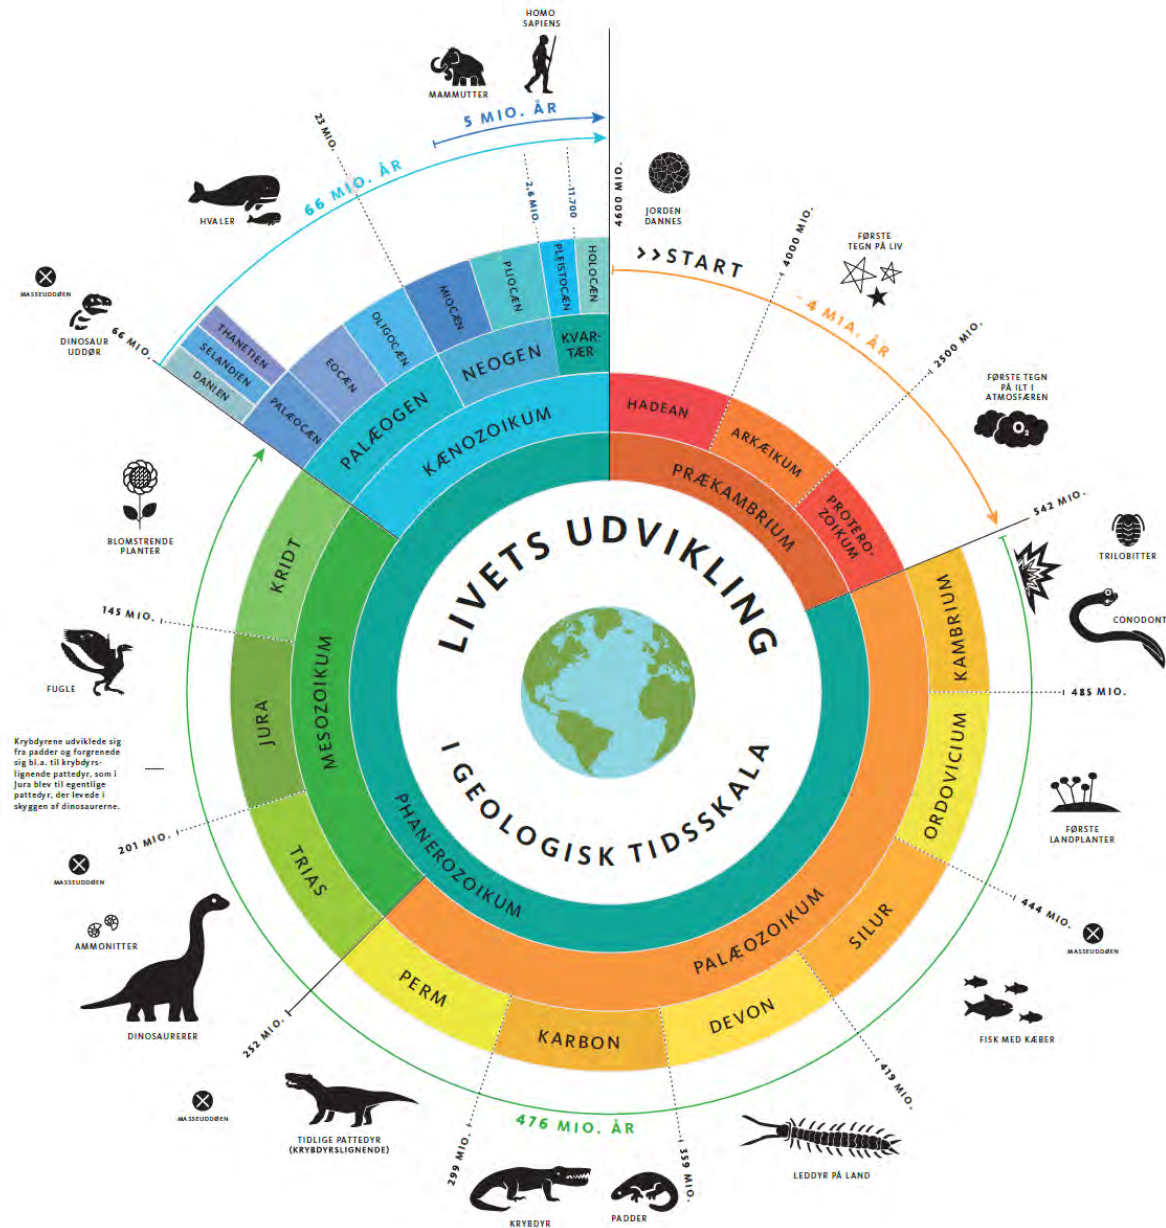 LIVETS UDVIKLING
I GEOLOGISK TIDSSKALA
4600 MIO.
>>START
JORDEN
DANNES
4000 MIO.
FØRSTE
TEGN PÅ LIV
~4 MIA. ÅR
2500 MIO.
FØRSTE TEGN
PÅ ILT I
ATMOSFÆREN
O₂
542 MIO.
TRILOBITTER
CONODONT
485 MIO.
FØRSTE
LANDPLANTER
444 MIO.
MASSEUDDØEN
FISK MED KÆBER
419 MIO.
LEDDYR PÅ LAND
359 MIO.
PADDER
KRYBDYR
299 MIO.
476 MIO. ÅR
TIDLIGE PATTEDYR
(KRYBDYRSLIGNENDE)
MASSEUDDØEN
252 MIO.
DINOSAURERER
AMMONITTER
MASSEUDDØEN
201 MIO.
Krybdyrene udviklede sig
fra padder og forgrenede
sig bl.a. til krybdyrs-
lignende pattedyr, som i
Jura blev til egentlige
pattedyr, der levede i
skyggen af dinosaurerne.
FUGLE
145 MIO.
BLOMSTRENDE
PLANTER
66 MIO.
DINOSAUR
UDDØR
MASSEUDDØEN
HVALER
66 MIO. ÅR
23 MIO.
5 MIO. ÅR
MAMMUTTER
HOMO
SAPIENS
2,6 MIO.
11.700
HADEAN
ARKÆIKUM
PROTERO-
ZOIKUM
PRÆKAMBRIUM
KAMBRIUM
ORDOVICIUM
SILUR
DEVON
KARBON
PERM
PALÆOZOIKUM
PHANEROZOIKUM
TRIAS
JURA
KRIDT
MESOZOIKUM
DANIEN
SELANDIEN
THANETIEN
PALÆOCÆN
EOCÆN
OLIGOCÆN
MIOCÆN
PLIOCÆN
PLEISTOCÆN
HOLOCÆN
PALÆOGEN
NEOGEN
KVAR-
TÆR
KÆNOZOIKUM